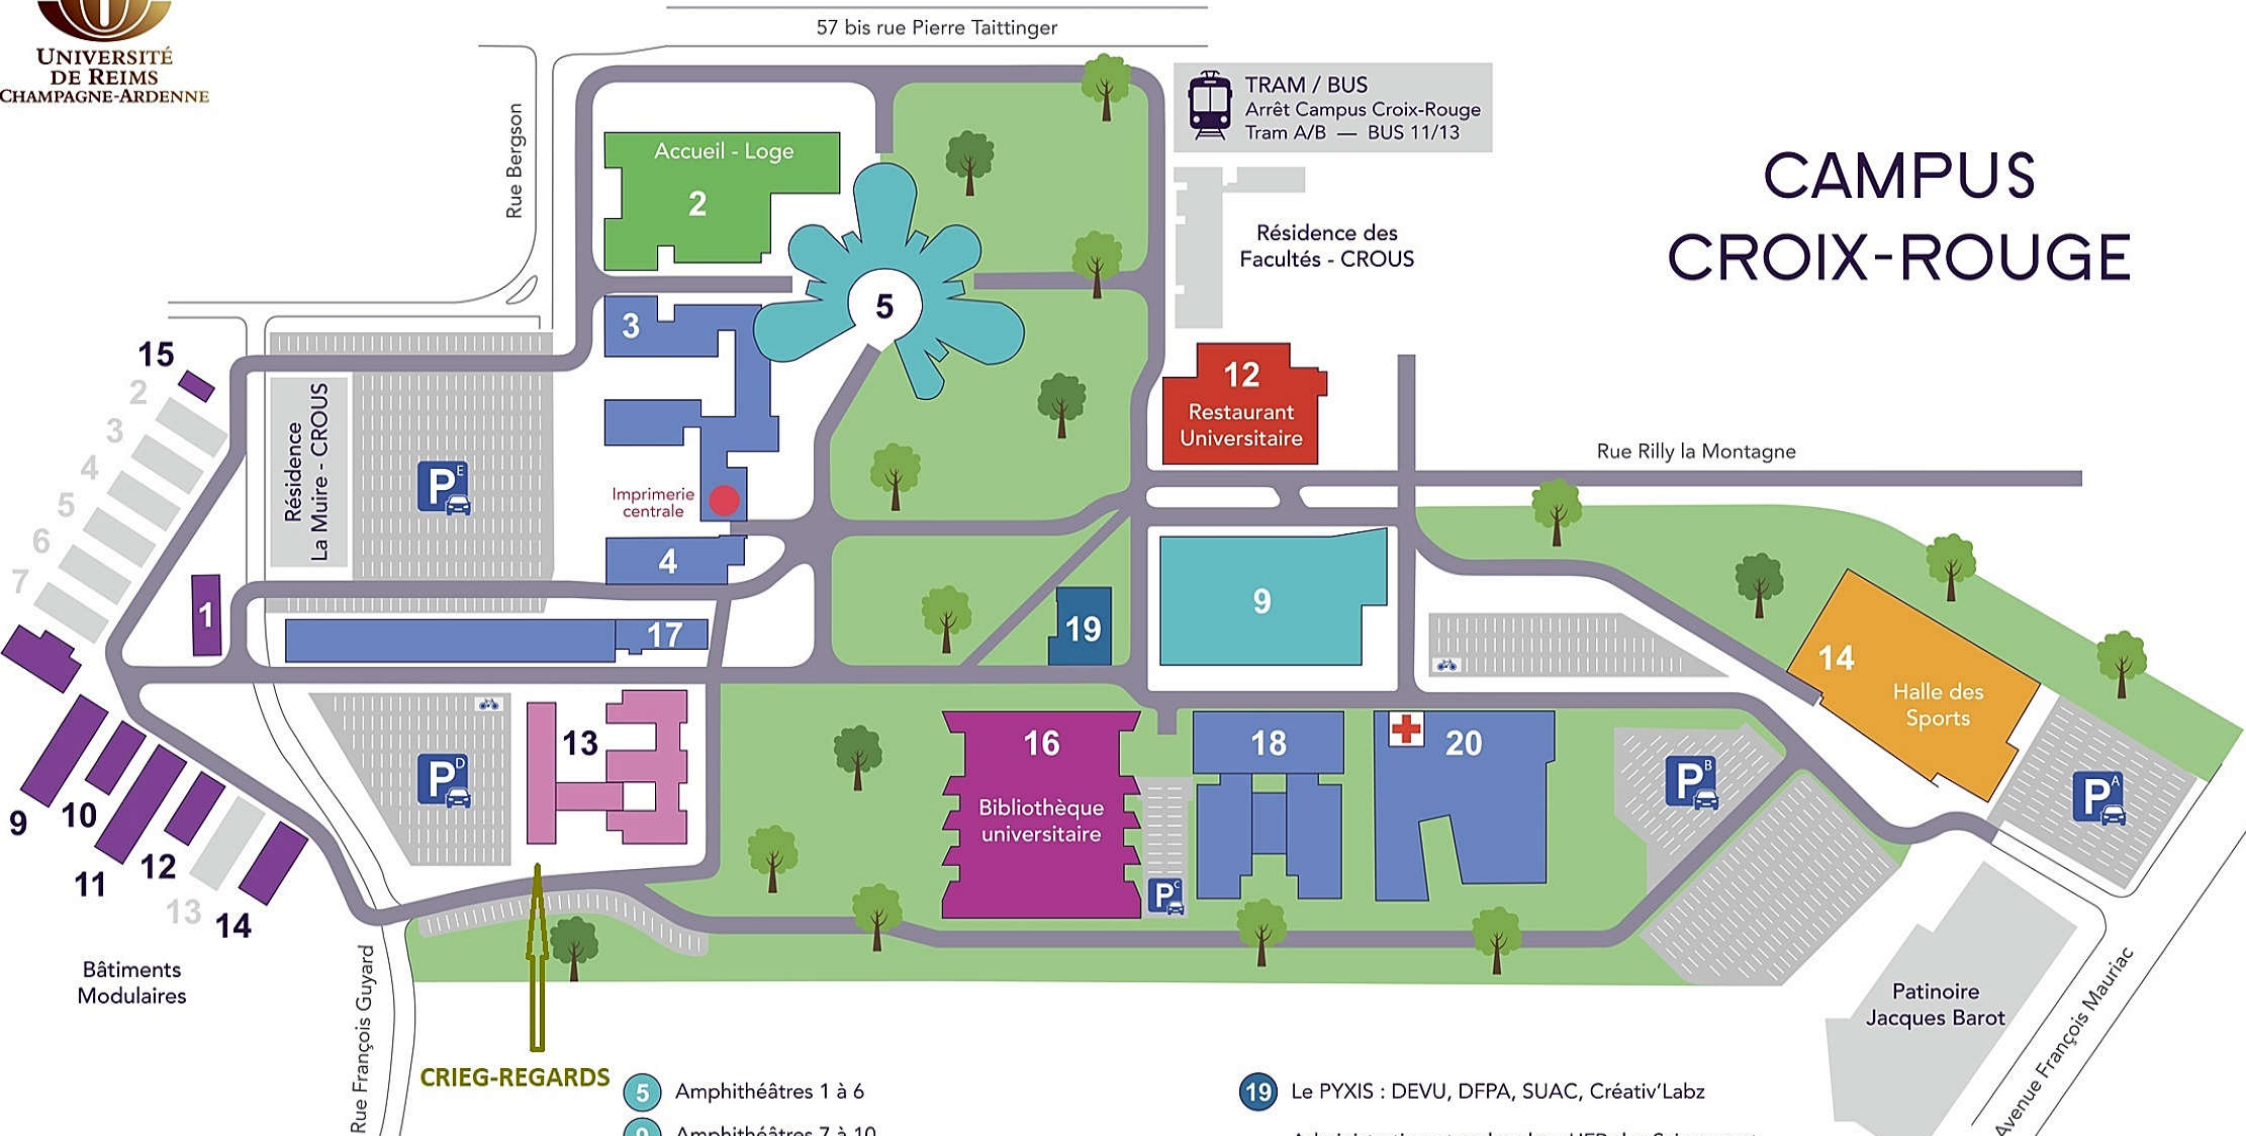 UNIVERSITÉ
DE REIMS
CHAMPAGNE-ARDENNE
57 bis rue Pierre Taittinger
Rue Bergson
TRAM / BUS
Arrêt Campus Croix-Rouge
Tram A/B — BUS 11/13
CAMPUS
CROIX-ROUGE
Accueil - Loge
2
5
Résidence des
Facultés - CROUS
3
15
2
3
4
5
6
7
Résidence
La Muire - CROUS
P E
Imprimerie
centrale
12
Restaurant
Universitaire
Rue Rilly la Montagne
4
1
17
19
9
14
Halle des
Sports
13
P D
16
Bibliothèque
universitaire
P C
18
20
P B
P A
9
10
11
12
13
14
Bâtiments
Modulaires
Rue François Guyard
CRIEG-REGARDS
Patinoire
Jacques Barot
Avenue François Mauriac
5 Amphithéâtres 1 à 6
9 Amphithéâtres 7 à 10
19 Le PYXIS : DEVU, DFPA, SUAC, Créativ'Labz